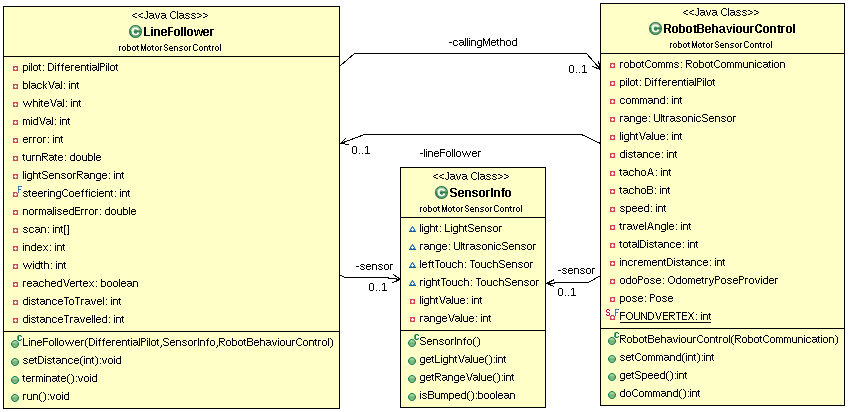 <<Java Class>>
C LineFollower
robotMotorSensorControl
pilot: DifferentialPilot
blackVal: int
whiteVal: int
midVal: int
error: int
turnRate: double
lightSensorRange: int
F steeringCoefficient: int
normalisedError: double
scan: int[]
index: int
width: int
reachedVertex: boolean
distanceToTravel: int
distanceTravelled: int
C LineFollower(DifferentialPilot,SensorInfo,RobotBehaviourControl)
setDistance(int):void
terminate():void
run():void
-callingMethod
0..1
0..1
-lineFollower
-sensor
0..1
<<Java Class>>
C SensorInfo
robotMotorSensorControl
light: LightSensor
range: UltrasonicSensor
leftTouch: TouchSensor
rightTouch: TouchSensor
lightValue: int
rangeValue: int
C SensorInfo()
getLightValue():int
getRangeValue():int
isBumped():boolean
-sensor
0..1
<<Java Class>>
C RobotBehaviourControl
robotMotorSensorControl
robotComms: RobotCommunication
pilot: DifferentialPilot
command: int
range: UltrasonicSensor
lightValue: int
distance: int
tachoA: int
tachoB: int
speed: int
travelAngle: int
totalDistance: int
incrementDistance: int
odoPose: OdometryPoseProvider
pose: Pose
S F FOUNDVERTEX: int
C RobotBehaviourControl(RobotCommunication)
setCommand(int):int
getSpeed():int
doCommand():int